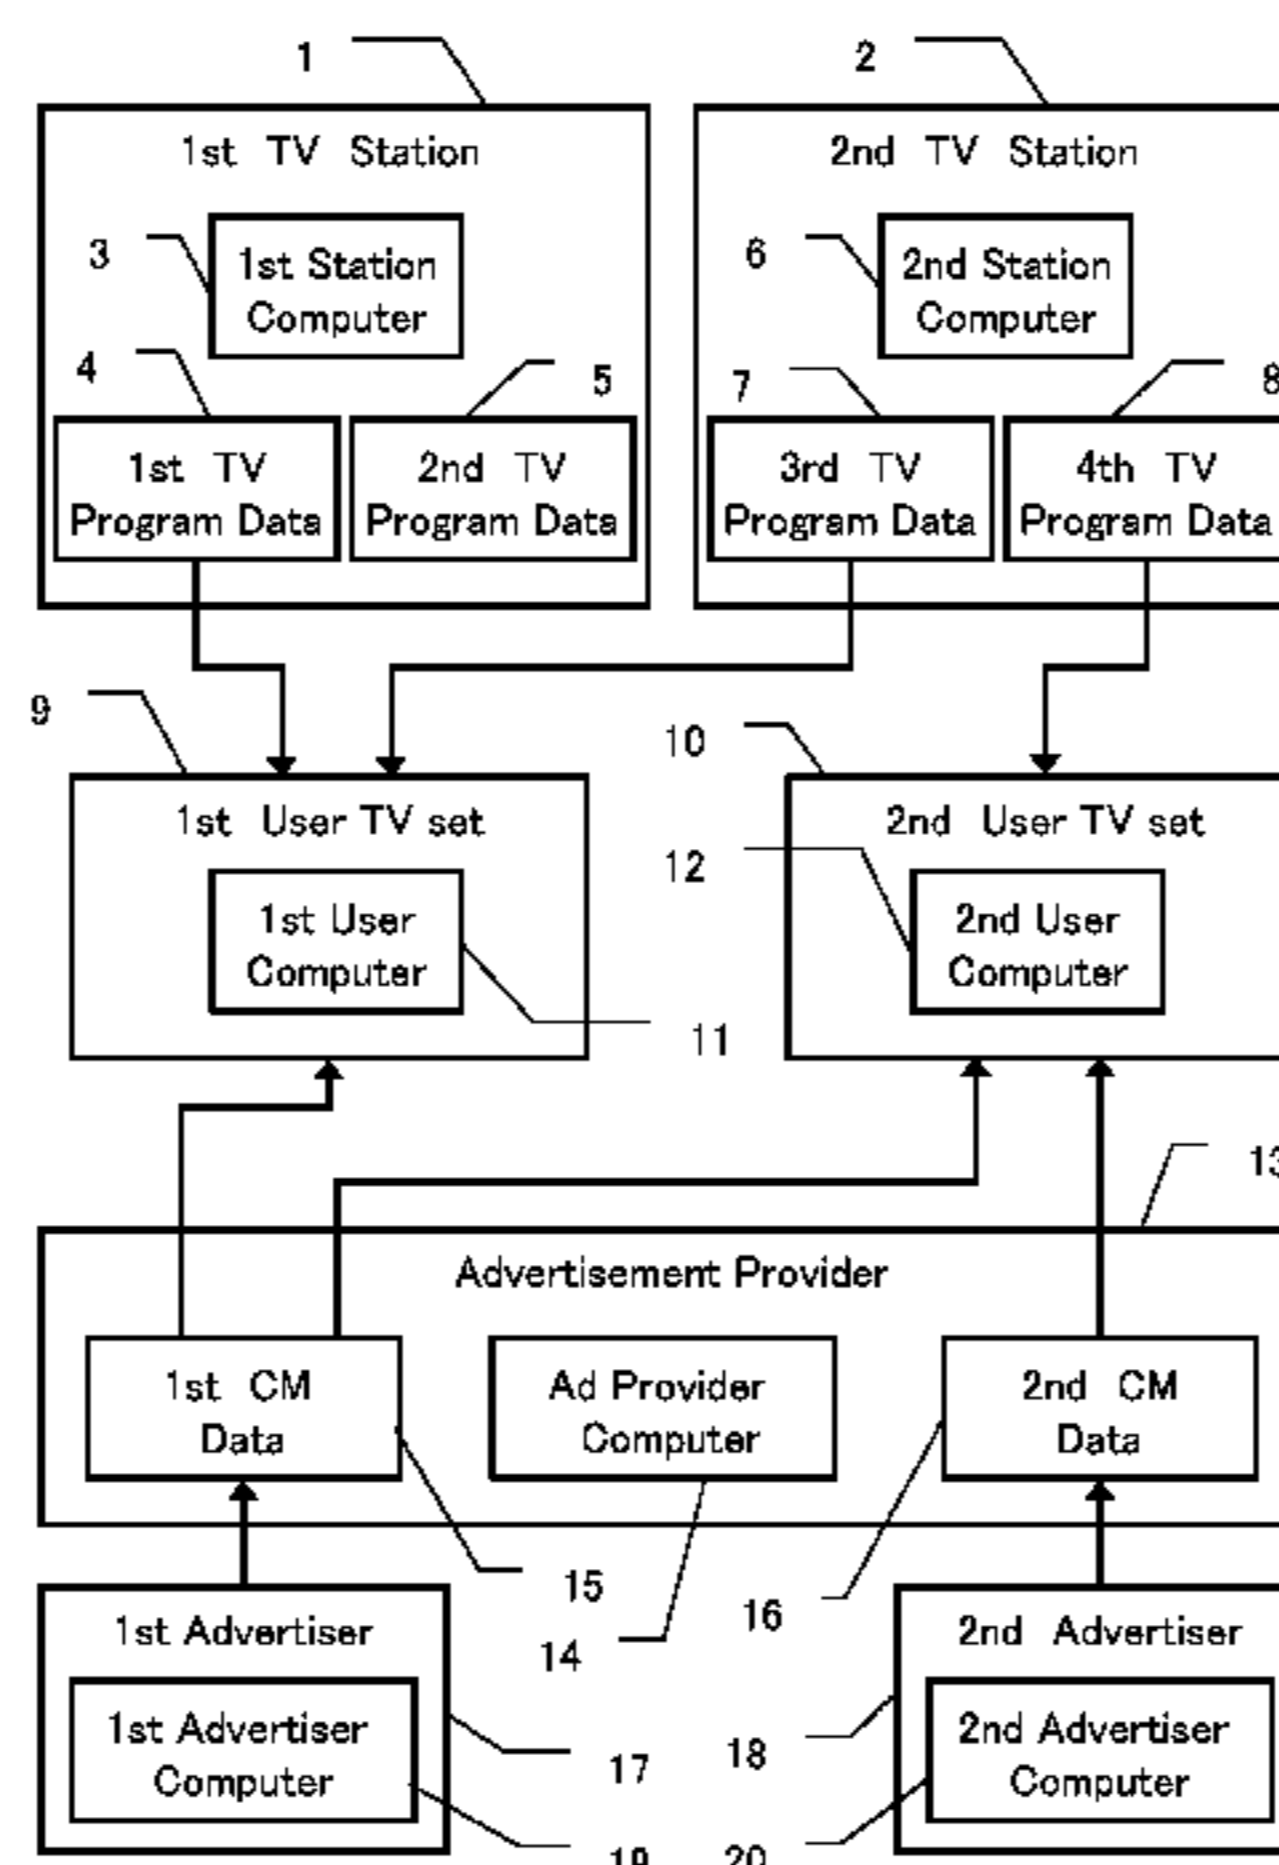 1
2
1st TV Station
2nd TV Station
3
1st Station
Computer
6
2nd Station
Computer
4
5
7
8
1st TV
Program Data
2nd TV
Program Data
3rd TV
Program Data
4th TV
Program Data
9
10
1st User TV set
2nd User TV set
12
1st User
Computer
2nd User
Computer
11
13
Advertisement Provider
1st CM
Data
Ad Provider
Computer
2nd CM
Data
15
16
14
1st Advertiser
2nd Advertiser
1st Advertiser
Computer
2nd Advertiser
Computer
17
18
19
20